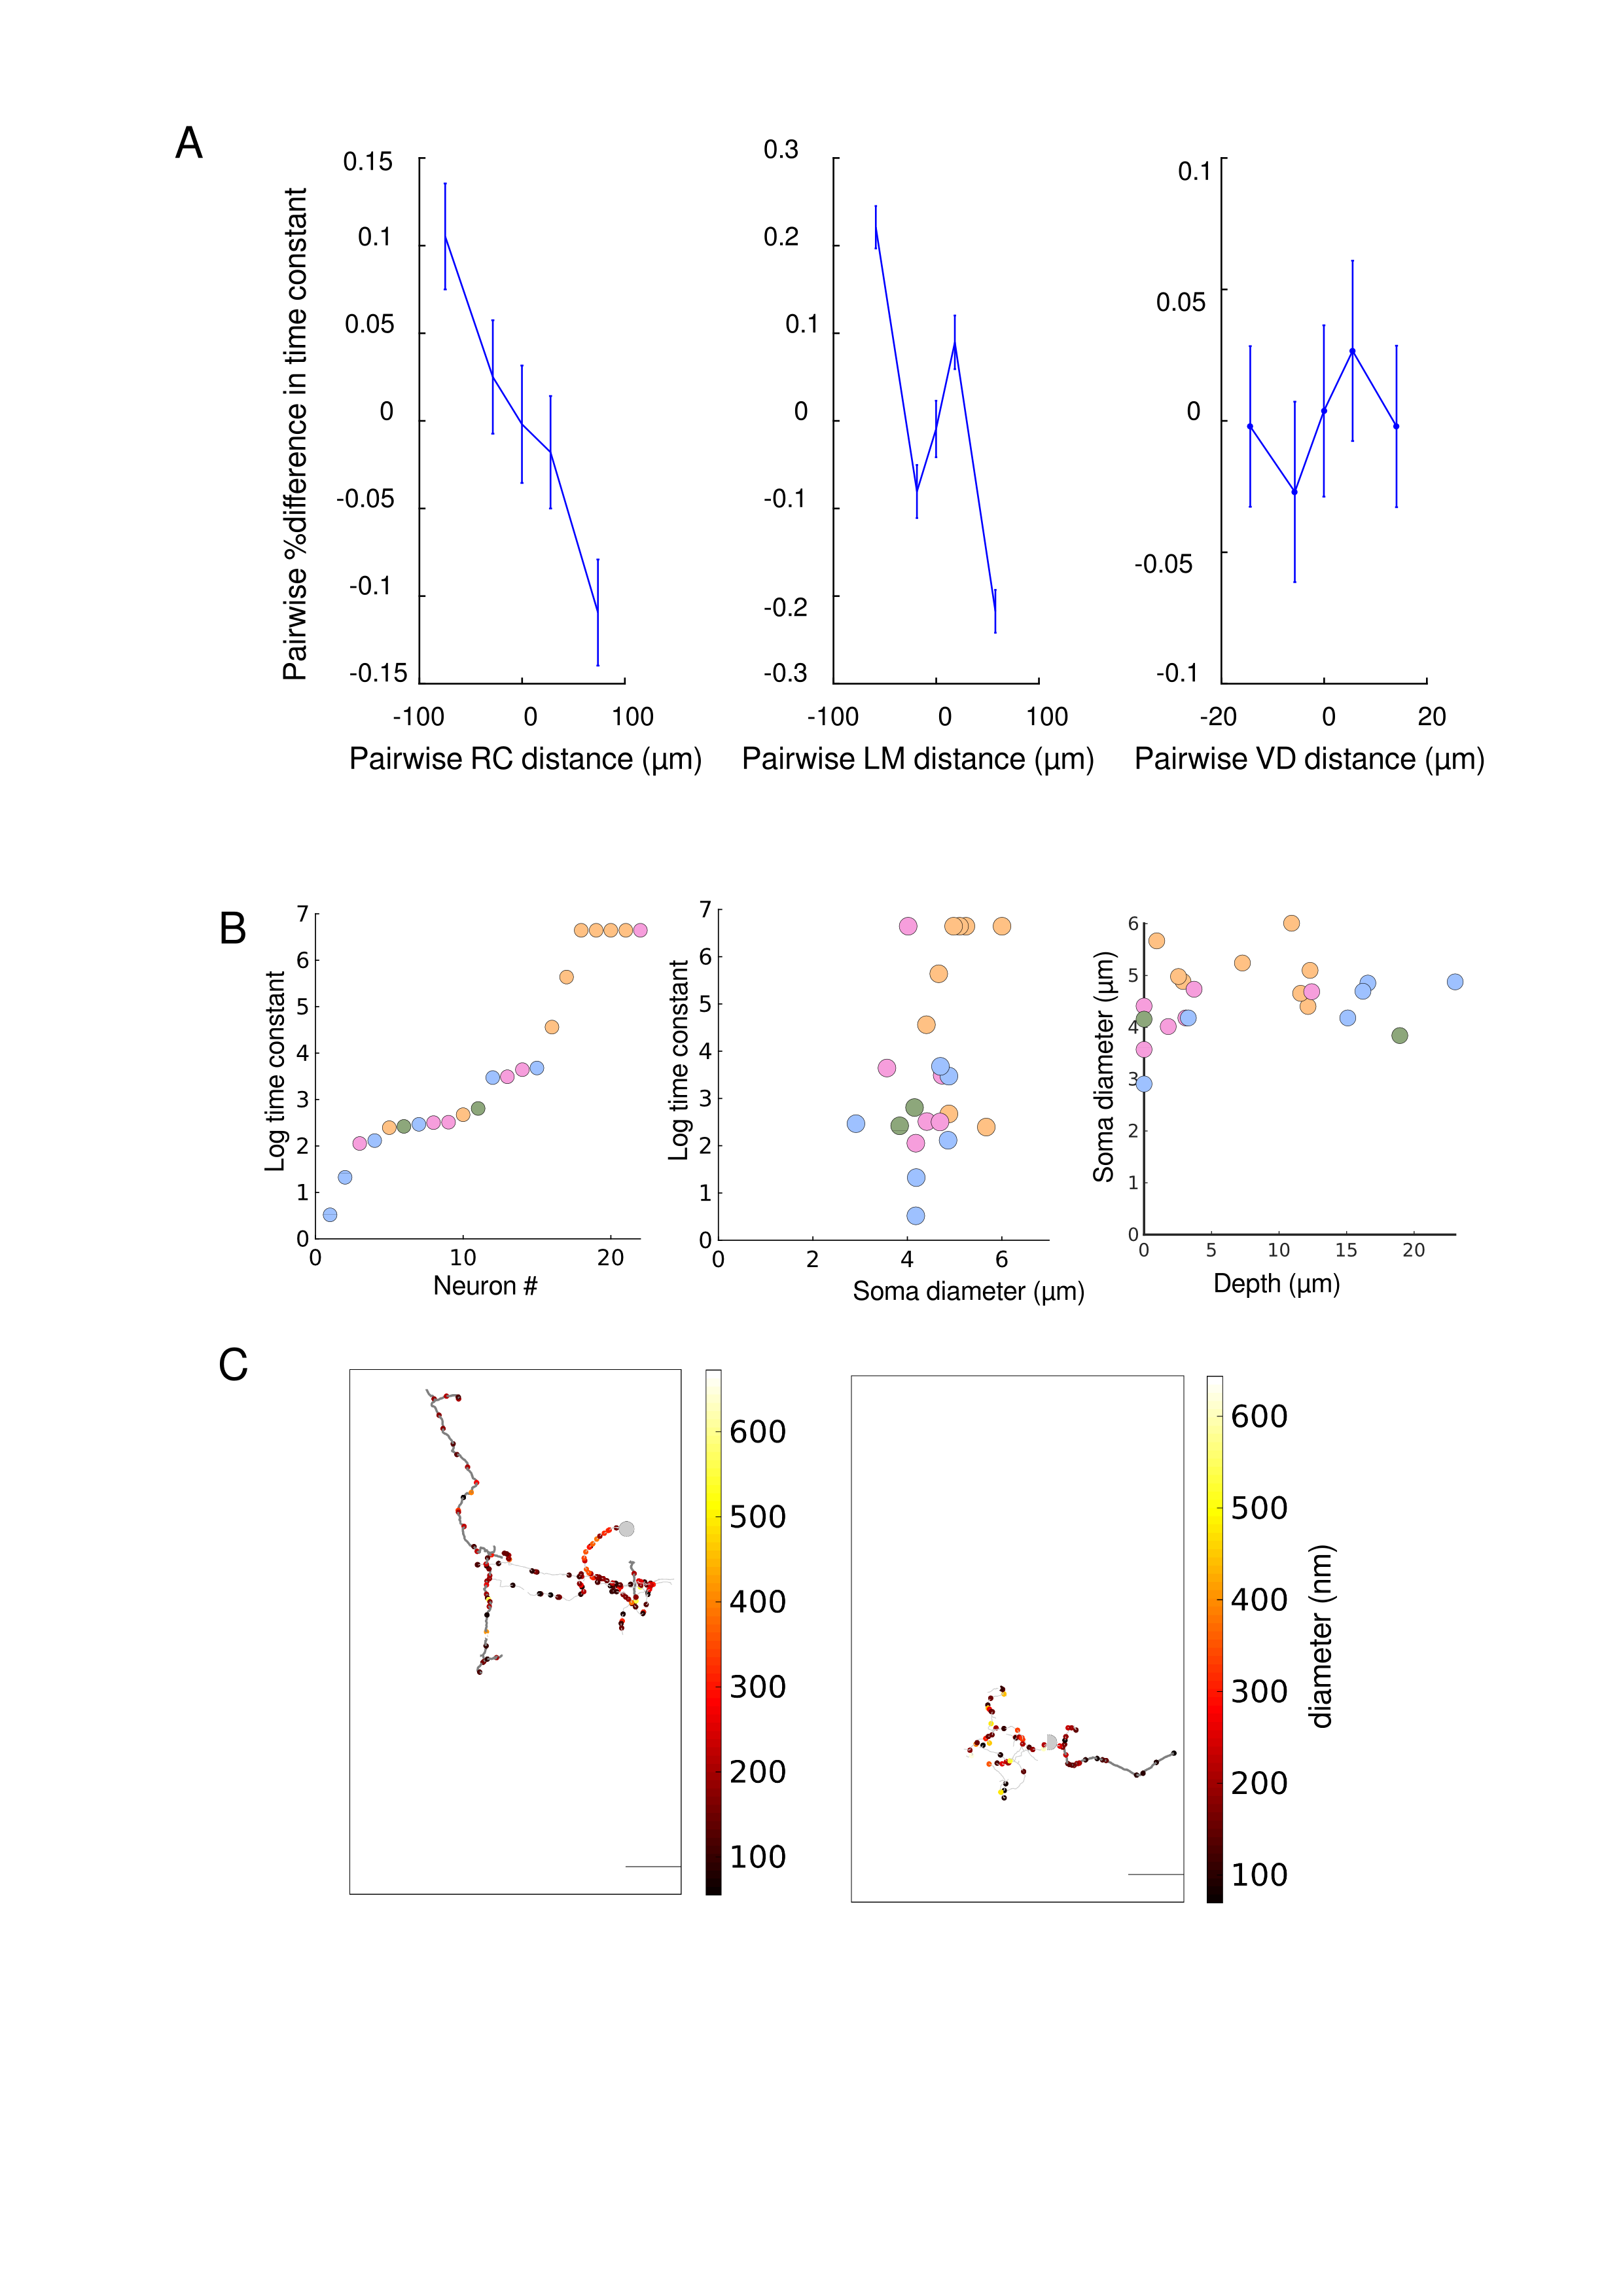 A
Pairwise %difference in time constant
0.15
0.1
0.05
0
-0.05
-0.1
-0.15
-100 0 100
Pairwise RC distance (µm)
0.3
0.2
0.1
0
-0.1
-0.2
-0.3
-100 0 100
Pairwise LM distance (µm)
0.1
0.05
0
-0.05
-0.1
-20 0 20
Pairwise VD distance (µm)
B
Log time constant
7
6
5
4
3
2
1
0
0 10 20
Neuron #
Log time constant
7
6
5
4
3
2
1
0
0 2 4 6
Soma diameter (µm)
Soma diameter (µm)
6
5
4
3
2
1
0
0 5 10 15 20
Depth (µm)
C
600
500
400
300
200
100
600
500
400
300
200
100
diameter (nm)